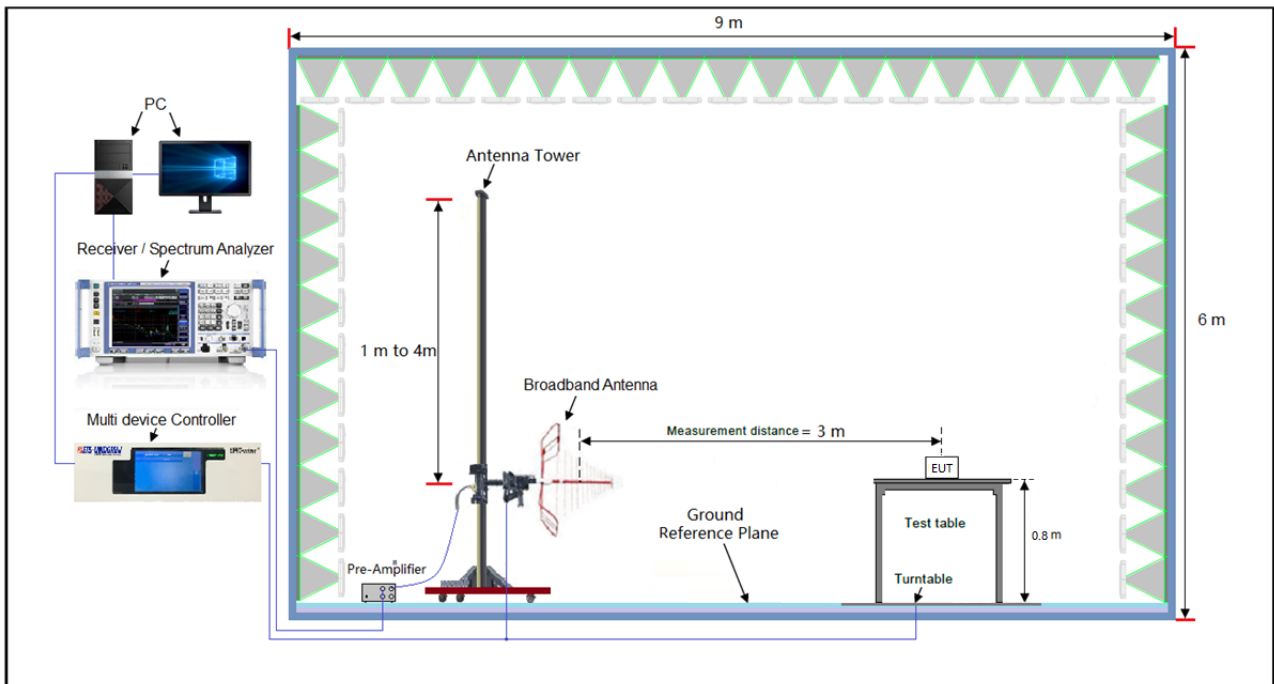 9 m
PC
Antenna Tower
Receiver / Spectrum Analyzer
6 m
1 m to 4m
Broadband Antenna
Multi device Controller
Measurement distance = 3 m
EUT
Ground
Reference Plane
Test table
0.8 m
Pre-Amplifier
Turntable